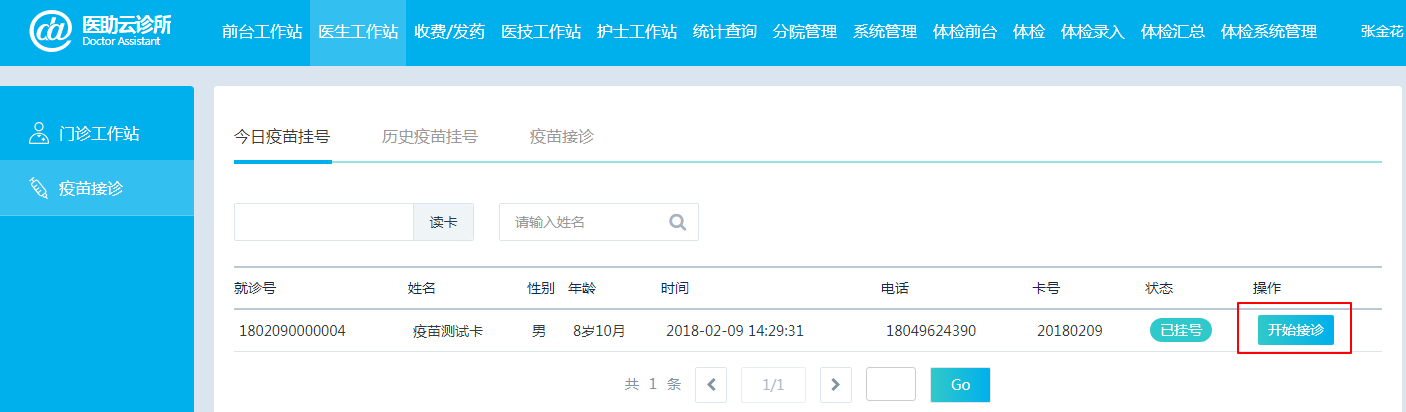 医助云诊所
Doctor Assistant
前台工作站 医生工作站 收费/发药 医技工作站 护士工作站 统计查询 分院管理 系统管理 体检前台 体检 体检录入 体检汇总 体检系统管理 张金花
门诊工作站
疫苗接诊
今日疫苗挂号 历史疫苗挂号 疫苗接诊
读卡 请输入姓名
就诊号 姓名 性别 年龄 时间 电话 卡号 状态 操作
1802090000004 疫苗测试卡 男 8岁10月 2018-02-09 14:29:31 18049624390 20180209 已挂号 开始接诊
共 1 条 1/1 Go